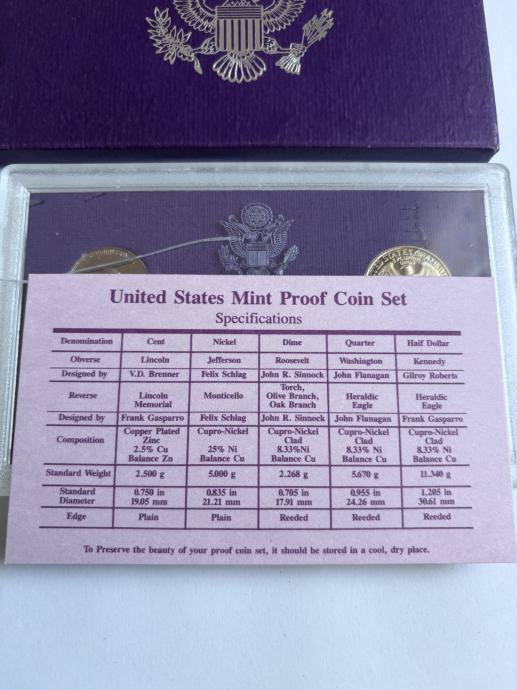 United States Mint Proof Coin Set
Specifications
Denomination Cent Nickel Dime Quarter Half Dollar
Obverse Lincoln Jefferson Roosevelt Washington Kennedy
Designed by V.D. Brenner Felix Schlag John R. Sinnock John Flanagan Gilroy Roberts
Reverse Lincoln Memorial Monticello Torch, Olive Branch, Oak Branch Heraldic Eagle Heraldic Eagle
Designed by Frank Gasparro Felix Schlag John R. Sinnock John Flanagan Frank Gasparro
Composition Copper Plated Zinc 2.5% Cu Balance Zn Cupro-Nickel 25% Ni Balance Cu Cupro-Nickel Clad 8.33%Ni Balance Cu Cupro-Nickel Clad 8.33% Ni Balance Cu Cupro-Nickel Clad 8.33% Ni Balance Cu
Standard Weight 2.500 g 5.000 g 2.268 g 5.670 g 11.340 g
Standard Diameter 0.750 in 19.05 mm 0.835 in 21.21 mm 0.705 in 17.91 mm 0.955 in 24.26 mm 1.205 in 30.61 mm
Edge Plain Plain Reeded Reeded Reeded
To Preserve the beauty of your proof coin set, it should be stored in a cool, dry place.